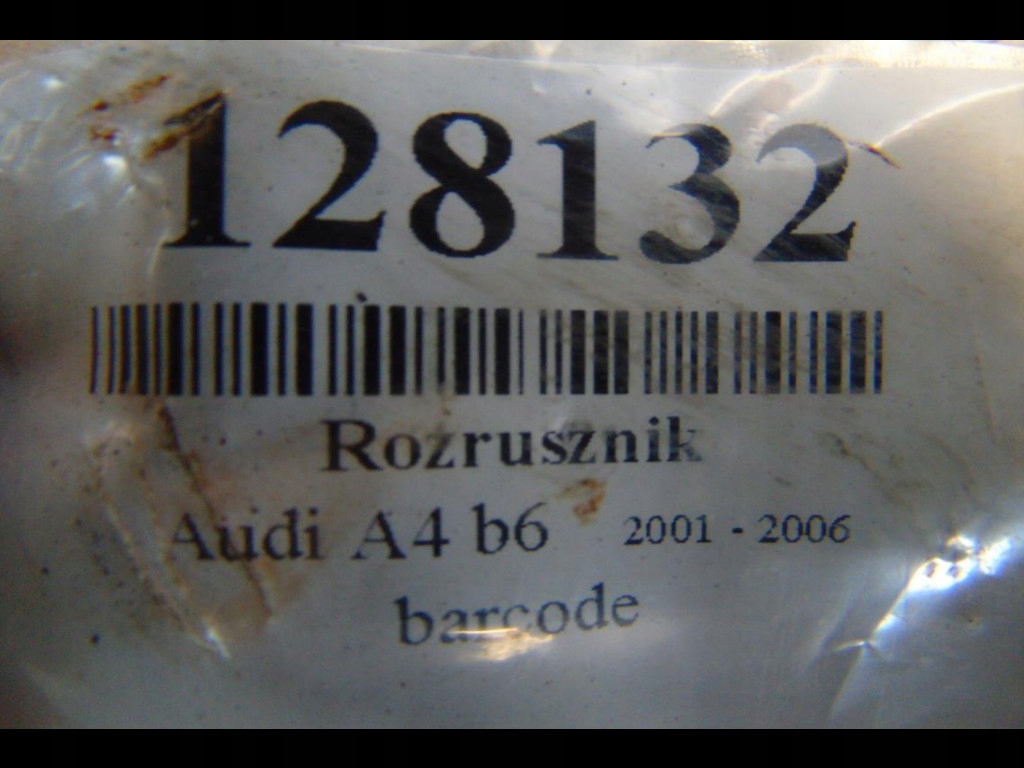 128132
Rozrusznik
Audi A4 b6 2001 - 2006
barcode